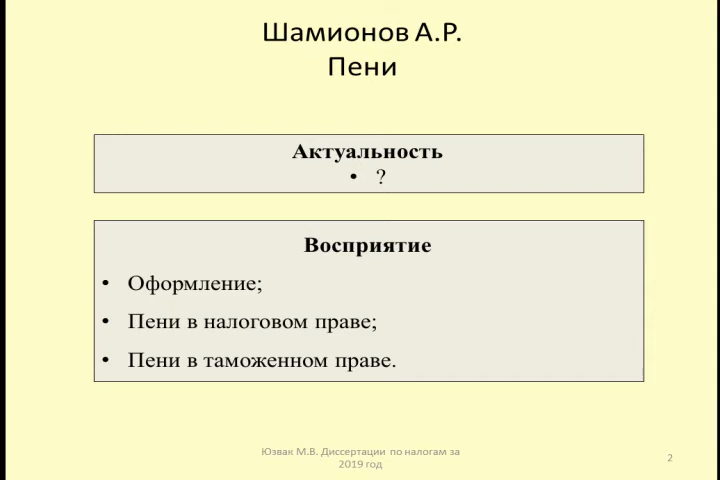 Шамионов А.Р.
Пени
Актуальность
• ?
Восприятие
• Оформление;
• Пени в налоговом праве;
• Пени в таможенном праве.
Юзвак М.В. Диссертации по налогам за
2019 год
2